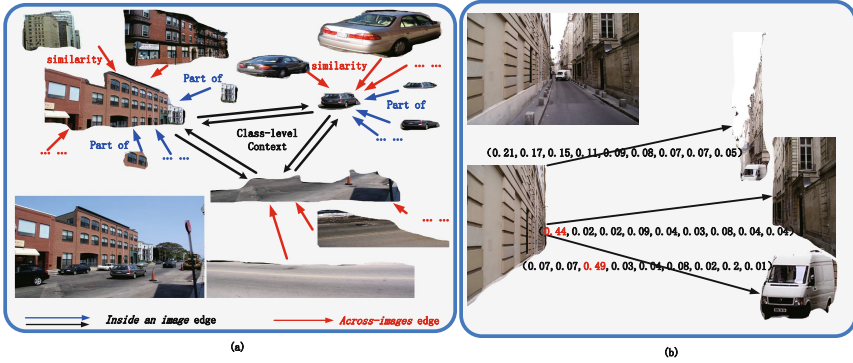 similarity
Part of
similarity
... ...
Part of
... ...
Class-level
Context
... ...
Part of
... ...
... ...
Inside an image edge
Across-images edge
(a)
(0.21, 0.17, 0.15, 0.11, 0.09, 0.08, 0.07, 0.07, 0.05)
(0.44, 0.02, 0.02, 0.09, 0.04, 0.03, 0.08, 0.04, 0.04)
(0.07, 0.07, 0.49, 0.03, 0.04, 0.08, 0.02, 0.2, 0.01)
(b)